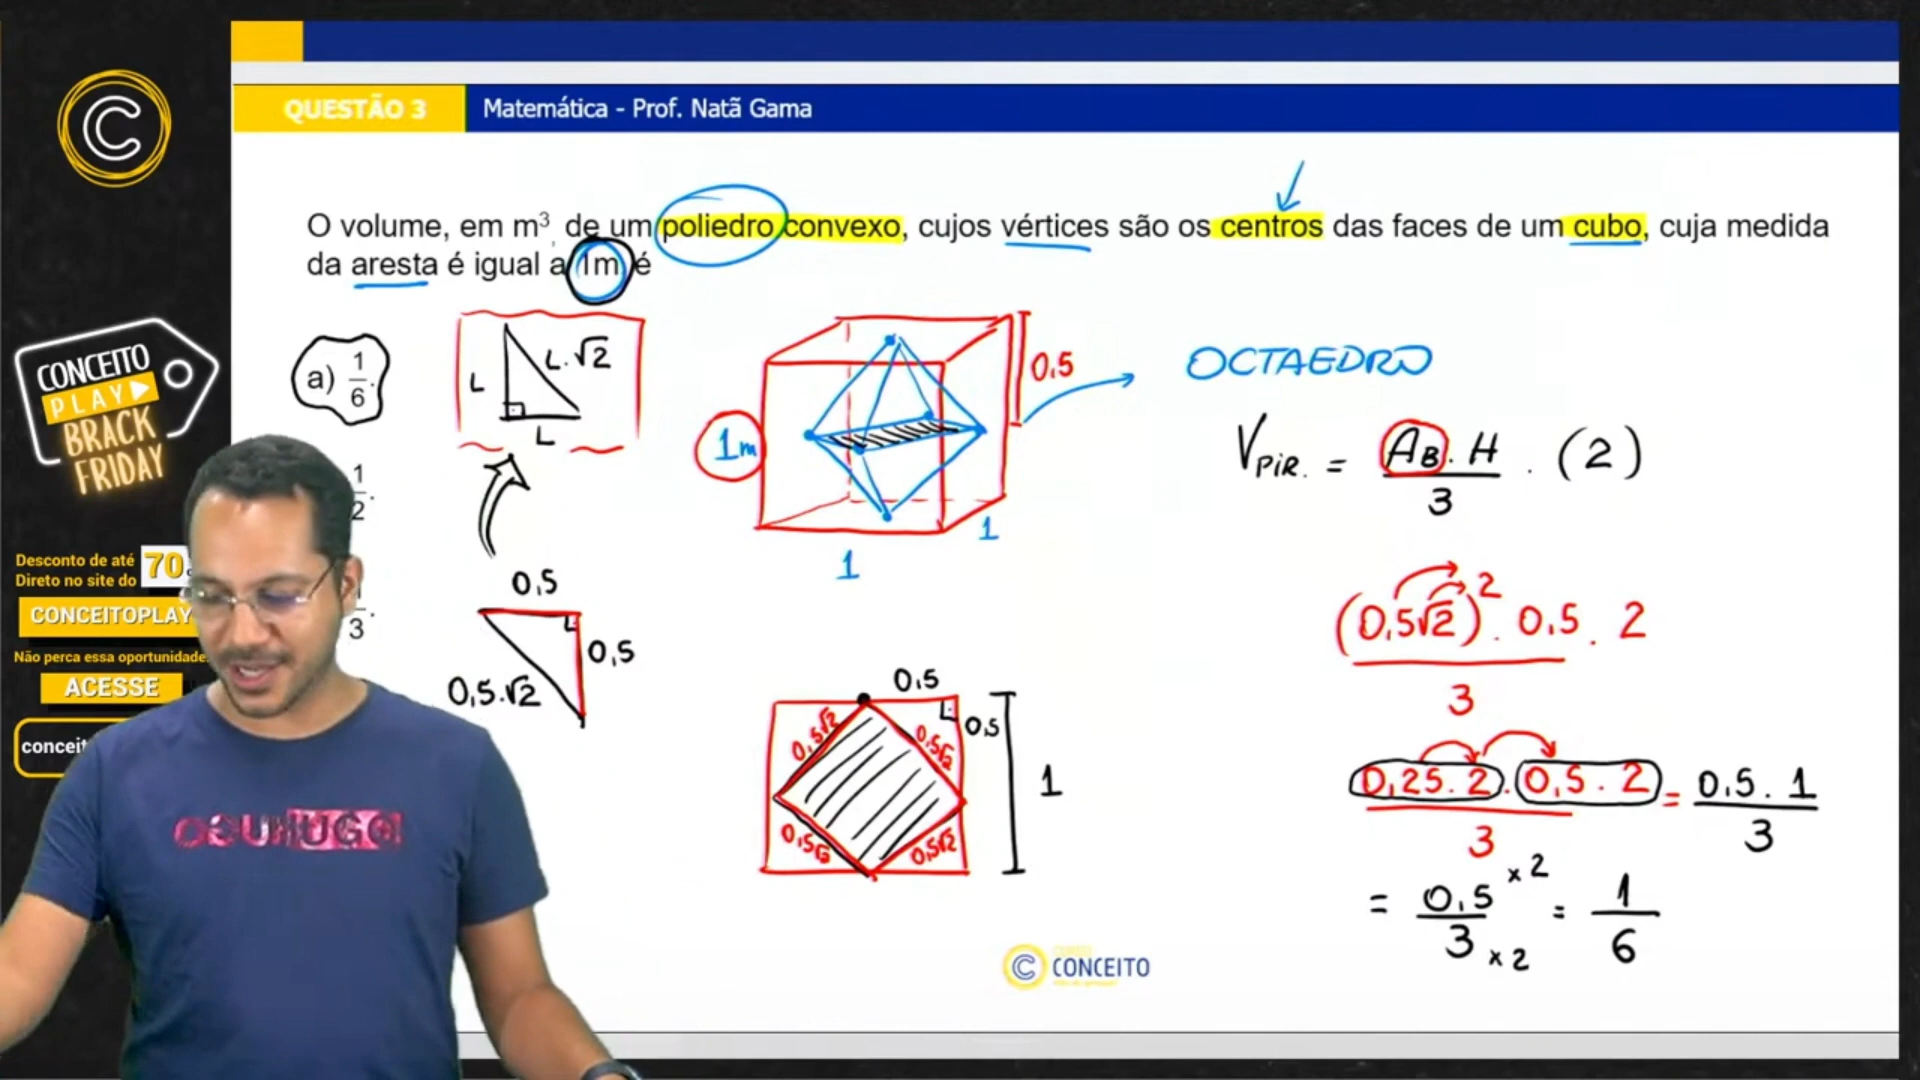 QUESTÃO 3
Matemática - Prof. Natã Gama
O volume, em m³, de um poliedro convexo, cujos vértices são os centros das faces de um cubo, cuja medida
da aresta é igual a 1m, é
a) 1/6.
1/2.
1/3.
L
L.√2
L
0,5
0,5
0,5.√2
1m
0,5
1
1
OCTAEDRO
VPIR. = AB . H / 3 . (2)
(0,5√2)² . 0,5 . 2
3
0,25 . 2 . 0,5 . 2 / 3 = 0,5 . 1 / 3
= 0,5 x2 / 3 x2 = 1/6
0,5
0,5
1
0,5√2
0,5√2
0,5√2
0,5√2
C
CONCEITO
PLAY
BRACK
FRIDAY
Desconto de até 70
Direto no site do
CONCEITOPLAY
Não perca essa oportunidade
ACESSE
conceit
C CONCEITO